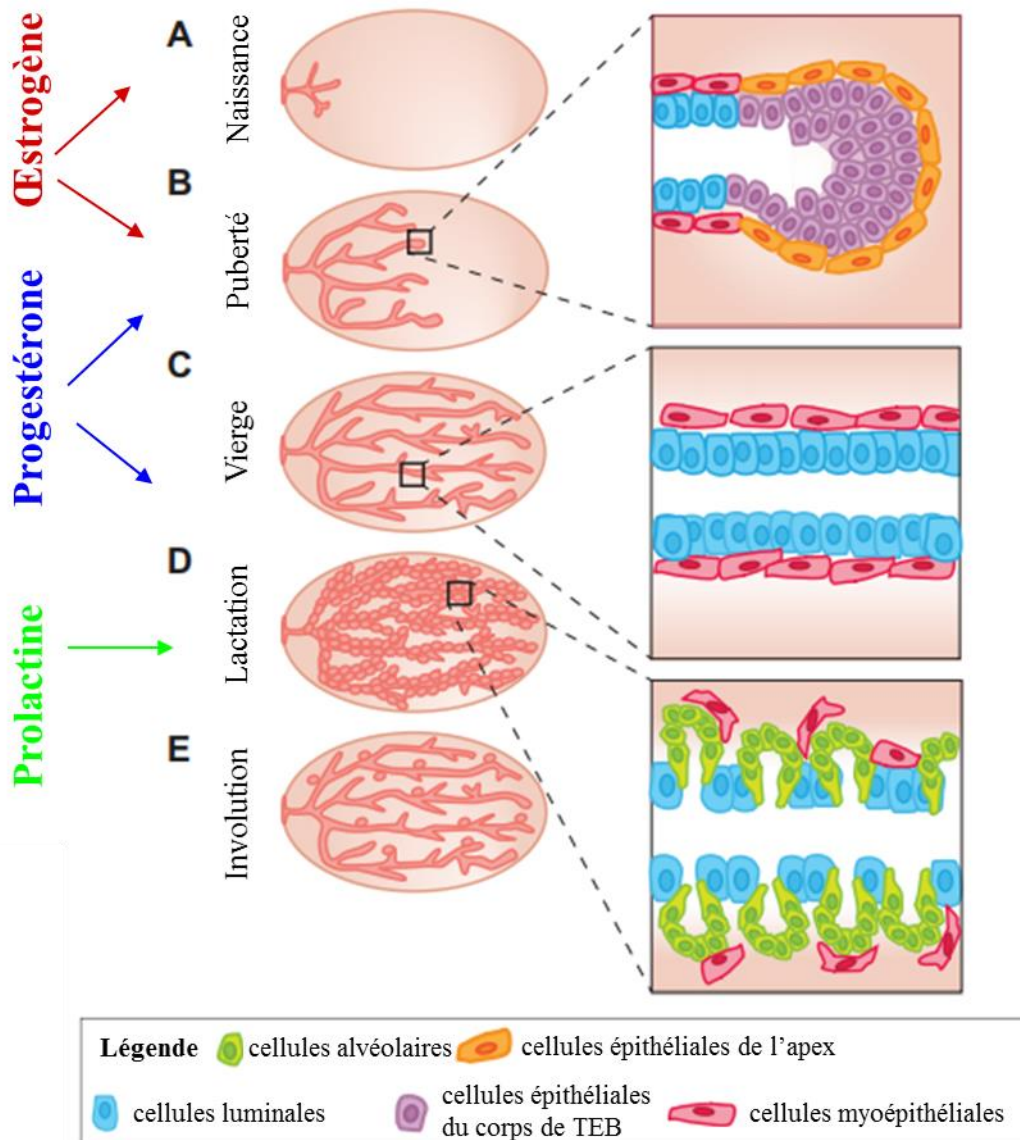 Œstrogène
Progestérone
Prolactine
A
Naissance
B
Puberté
C
Vierge
D
Lactation
E
Involution
Légende
cellules alvéolaires
cellules épithéliales de l’apex
cellules luminales
cellules épithéliales
du corps de TEB
cellules myoépithéliales